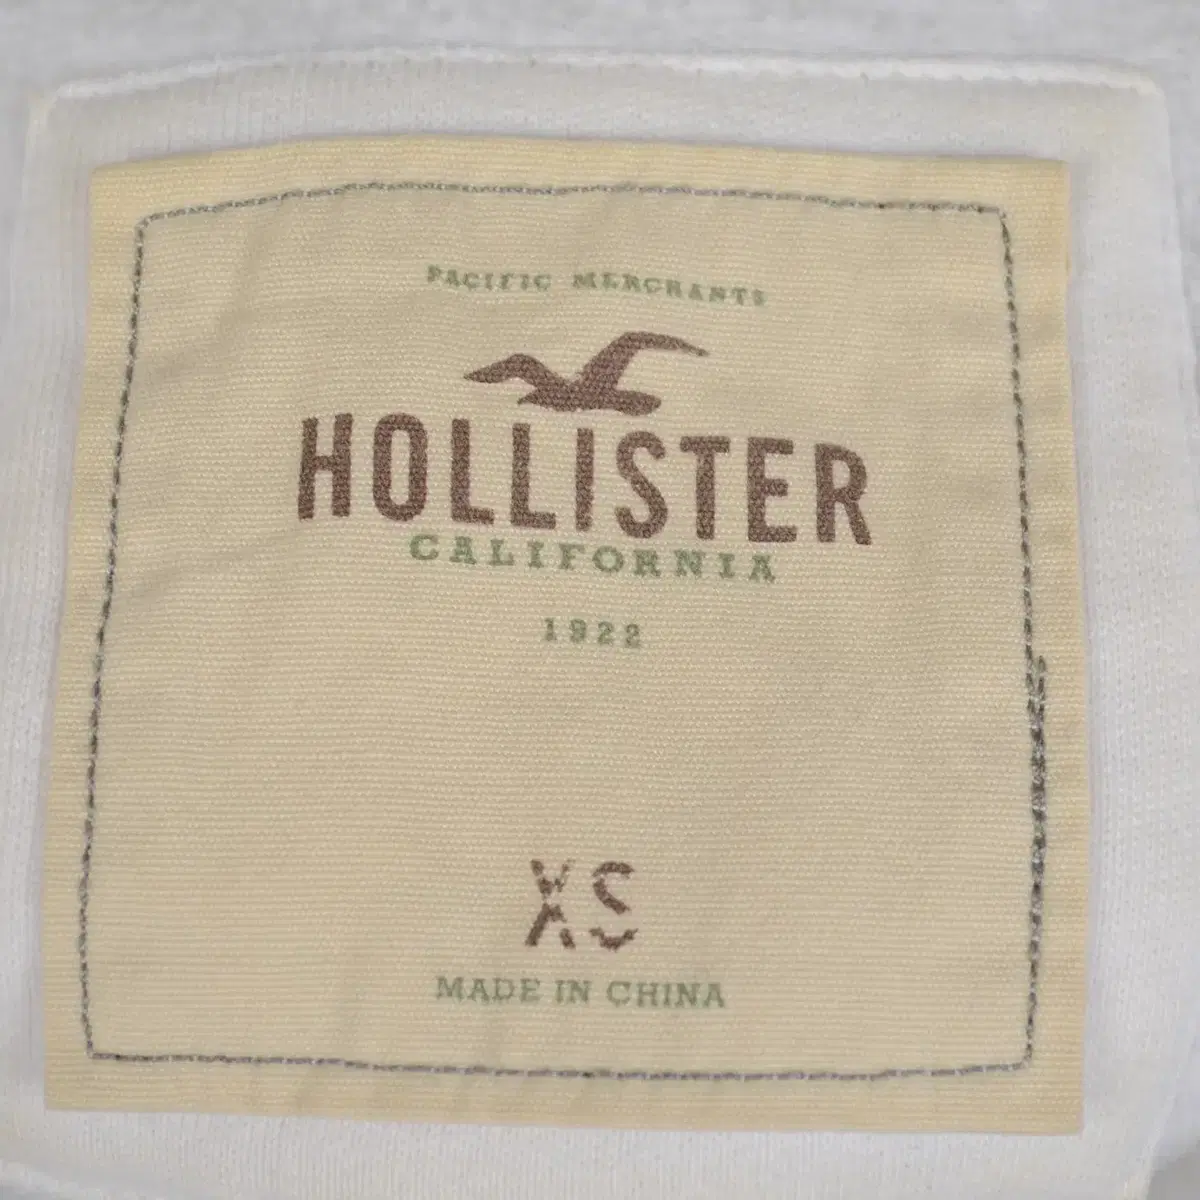 PACIFIC MERCHANTS
HOLLISTER
CALIFORNIA
1922
XS
MADE IN CHINA